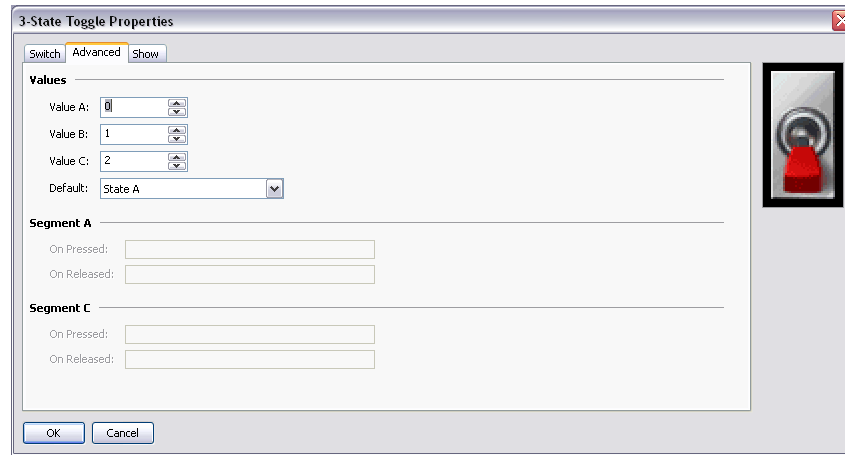 3-State Toggle Properties
Switch Advanced Show
Values
Value A: 0
Value B: 1
Value C: 2
Default: State A
Segment A
On Pressed:
On Released:
Segment C
On Pressed:
On Released:
OK Cancel